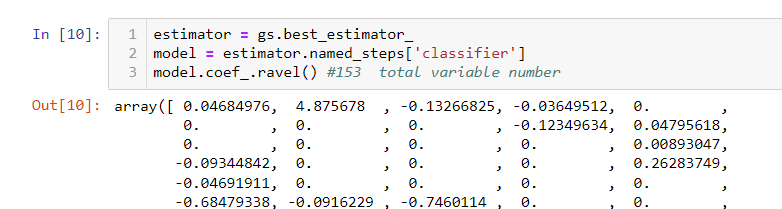 In [10]: 1 estimator = gs.best_estimator_
2 model = estimator.named_steps['classifier']
3 model.coef_.ravel() #153  total variable number
Out[10]: array([ 0.04684976,  4.875678  , -0.13266825, -0.03649512,  0.        ,
0.        ,  0.        ,  0.        , -0.12349634,  0.04795618,
0.        ,  0.        ,  0.        ,  0.        ,  0.00893047,
-0.09344842,  0.        ,  0.        ,  0.        ,  0.26283749,
-0.04691911,  0.        ,  0.        ,  0.        ,  0.        ,
-0.68479338, -0.0916229 , -0.7460114 ,  0.        ,  0.        ,